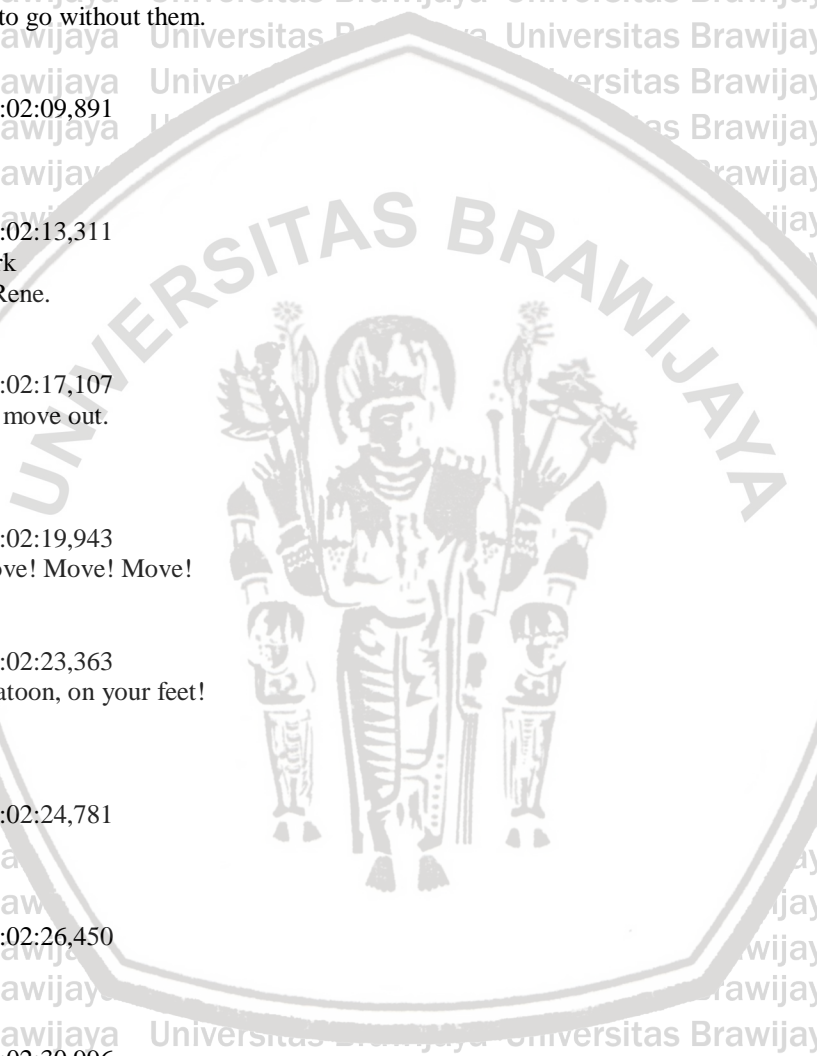 to go without them.
:02:09,891
:02:13,311
rk
Rene.
:02:17,107
move out.
:02:19,943
ove! Move! Move!
:02:23,363
atoon, on your feet!
:02:24,781
:02:26,450
UNIVERSITAS BRAWIJAYA